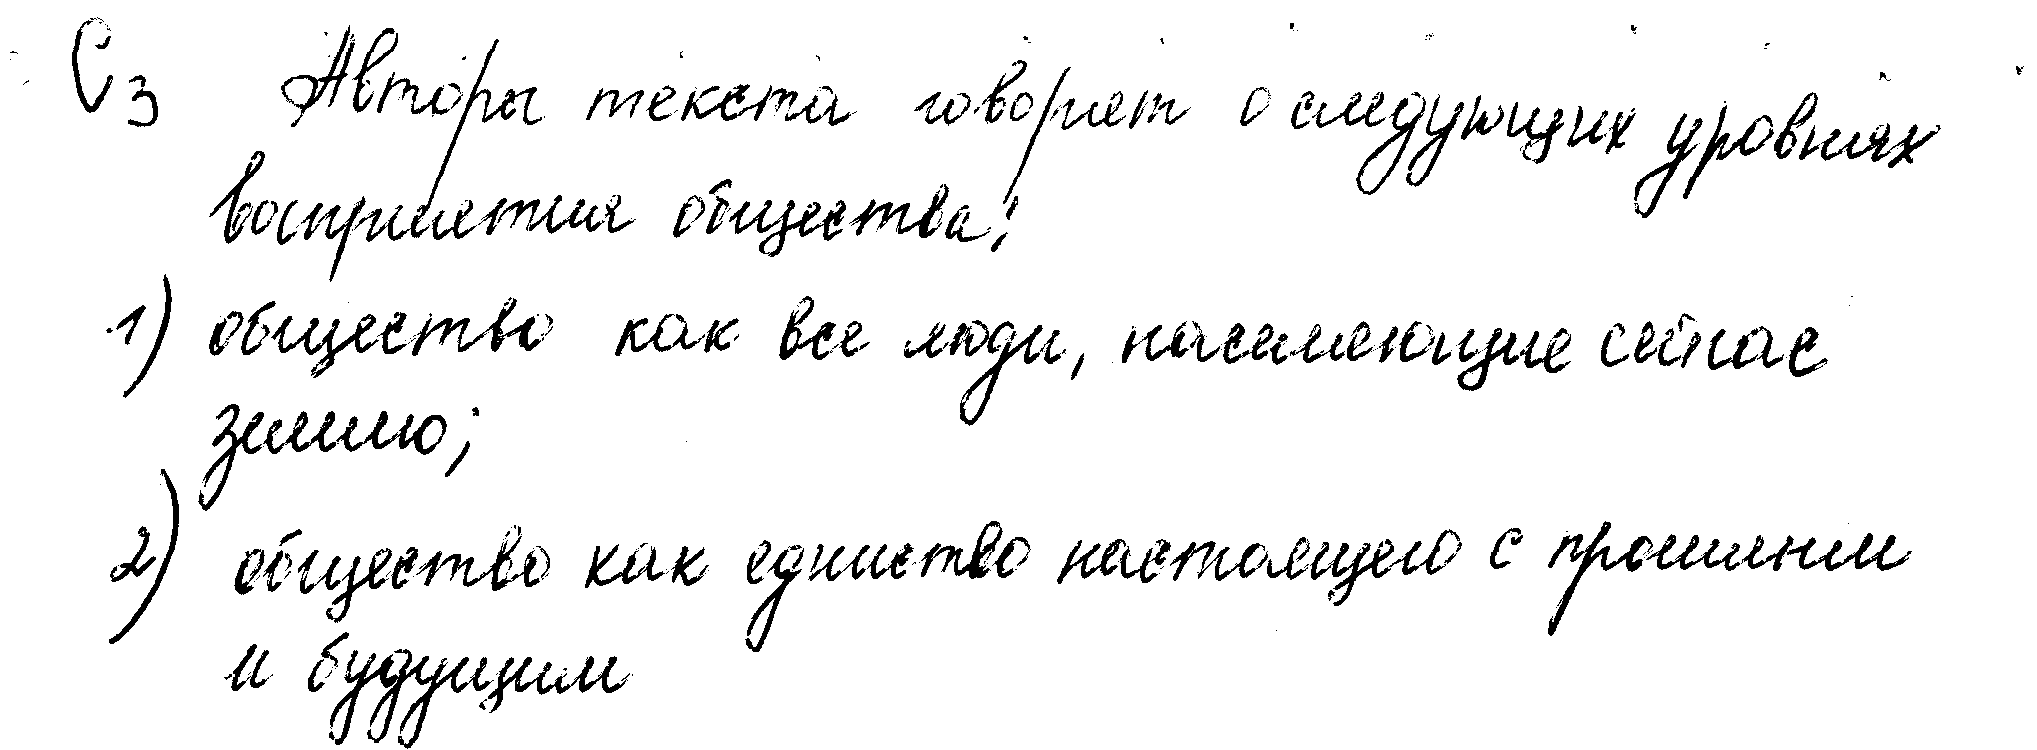 С3 Авторы текста говорят о следующих уровнях
восприятия общества:
1) общество как все люди, населяющие сейчас
землю;
2) общество как единство настоящего с прошлым
и будущим